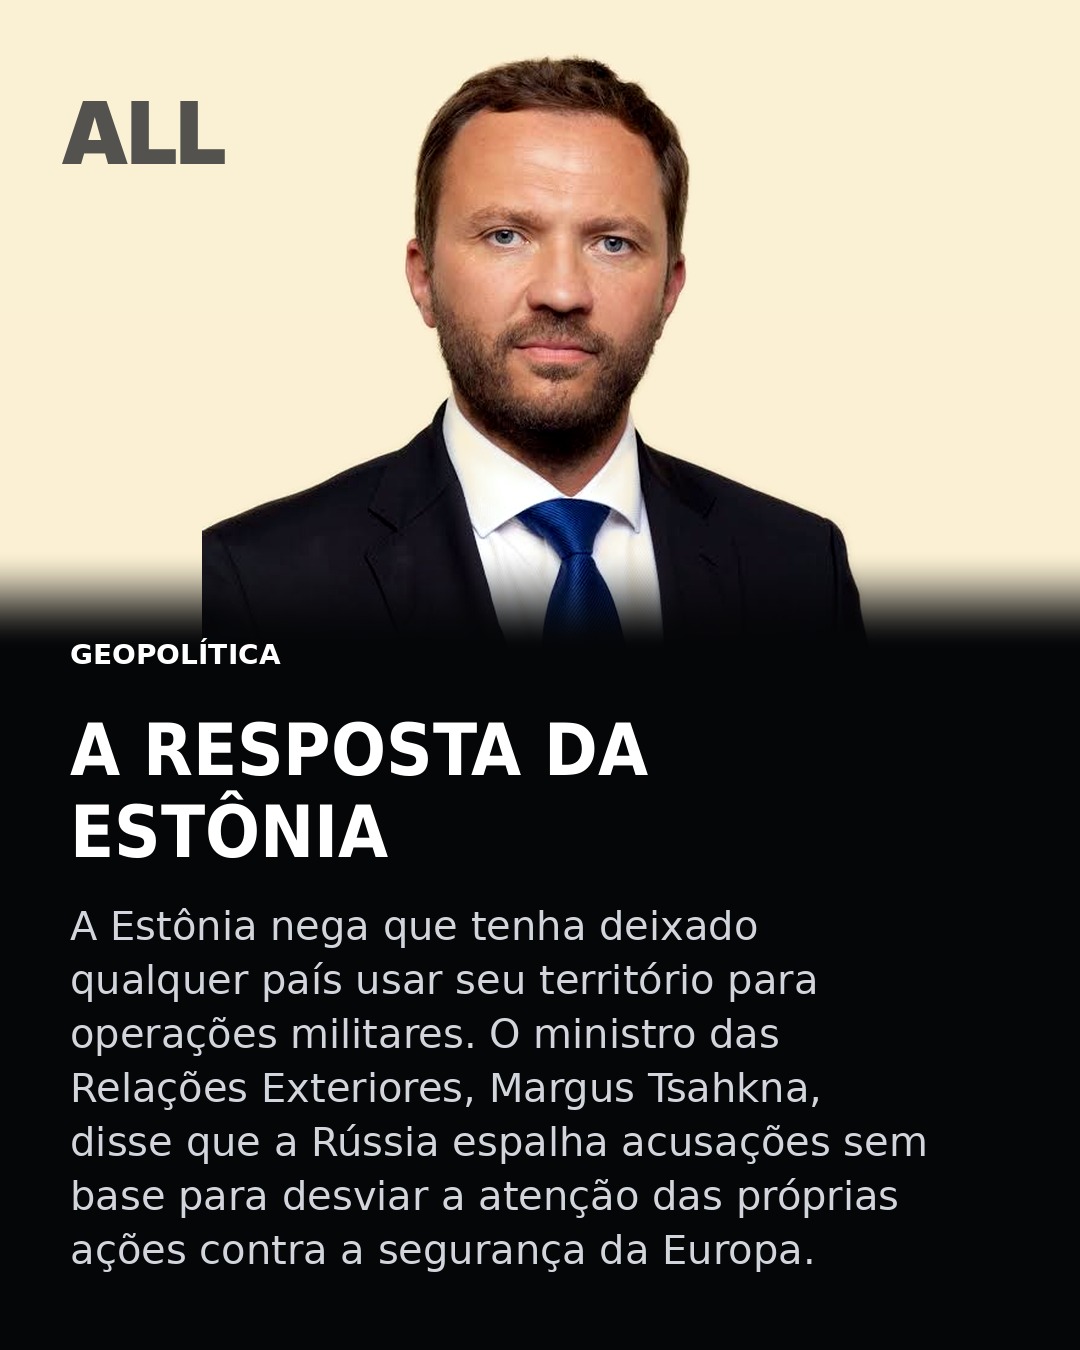 ALL
GEOPOLÍTICA
A RESPOSTA DA
ESTÔNIA
A Estônia nega que tenha deixado
qualquer país usar seu território para
operações militares. O ministro das
Relações Exteriores, Margus Tsahkna,
disse que a Rússia espalha acusações sem
base para desviar a atenção das próprias
ações contra a segurança da Europa.